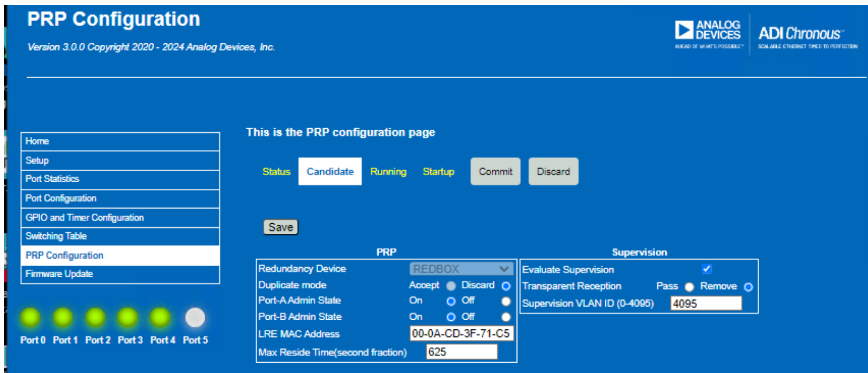 PRP Configuration
Version 3.0.0 Copyright 2020 - 2024 Analog Devices, Inc.
ANALOG DEVICES
AHEAD OF WHAT'S POSSIBLE™
ADI Chronous™
SCALABLE ETHERNET TIMED TO PERFECTION
This is the PRP configuration page
Home
Setup
Port Statistics
Port Configuration
GPIO and Timer Configuration
Switching Table
PRP Configuration
Firmware Update
Status Candidate Running Startup Commit Discard
Save
PRP
Redundancy Device REDBOX
Duplicate mode Accept Discard
Port-A Admin State On Off
Port-B Admin State On Off
LRE MAC Address 00-0A-CD-3F-71-C5
Max Reside Time(second fraction) 625
Supervision
Evaluate Supervision
Transparent Reception Pass Remove
Supervision VLAN ID (0-4095) 4095
Port 0 Port 1 Port 2 Port 3 Port 4 Port 5